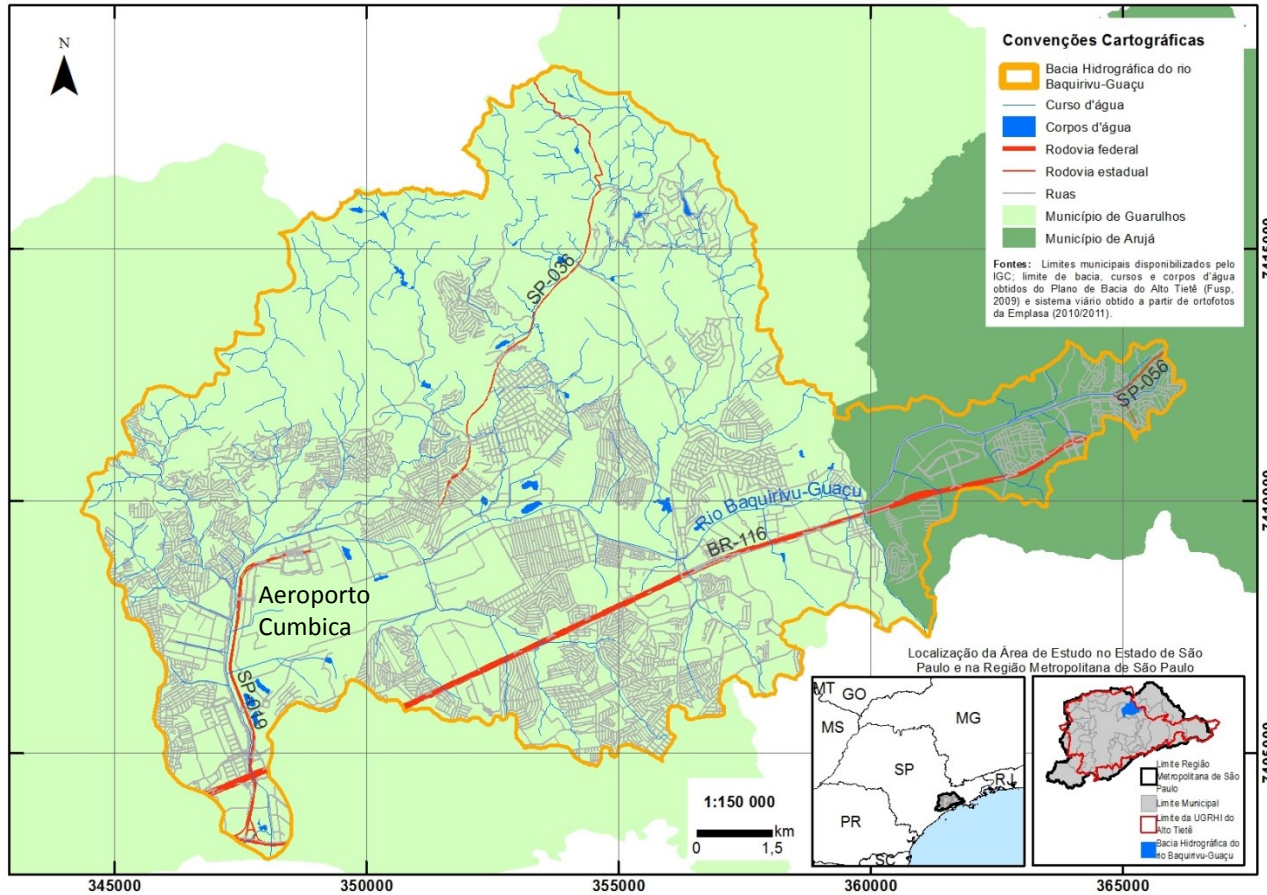 N
Convenções Cartográficas
Bacia Hidrográfica do rio
Baquirivu-Guaçu
Curso d'água
Corpos d'água
Rodovia federal
Rodovia estadual
Ruas
Município de Guarulhos
Município de Arujá
Fontes: Limites municipais disponibilizados pelo
IGC; limite de bacia, cursos e corpos d'água
obtidos do Plano de Bacia do Alto Tietê (Fusp,
2009) e sistema viário obtido a partir de ortofotos
da Emplasa (2010/2011).
SP-036
SP-056
Rio Baquirivu-Guaçu
BR-116
Aeroporto
Cumbica
SP-019
7415000
7410000
7405000
Localização da Área de Estudo no Estado de São
Paulo e na Região Metropolitana de São Paulo
MT
GO
MS
MG
SP
RJ
PR
SC
Limite Região
Metropolitana de São
Paulo
Limite Municipal
Limite da UGRHI do
Alto Tietê
Bacia Hidrográfica do
rio Baquirivu-Guaçu
1:150 000
km
0 1,5
345000 350000 355000 360000 365000